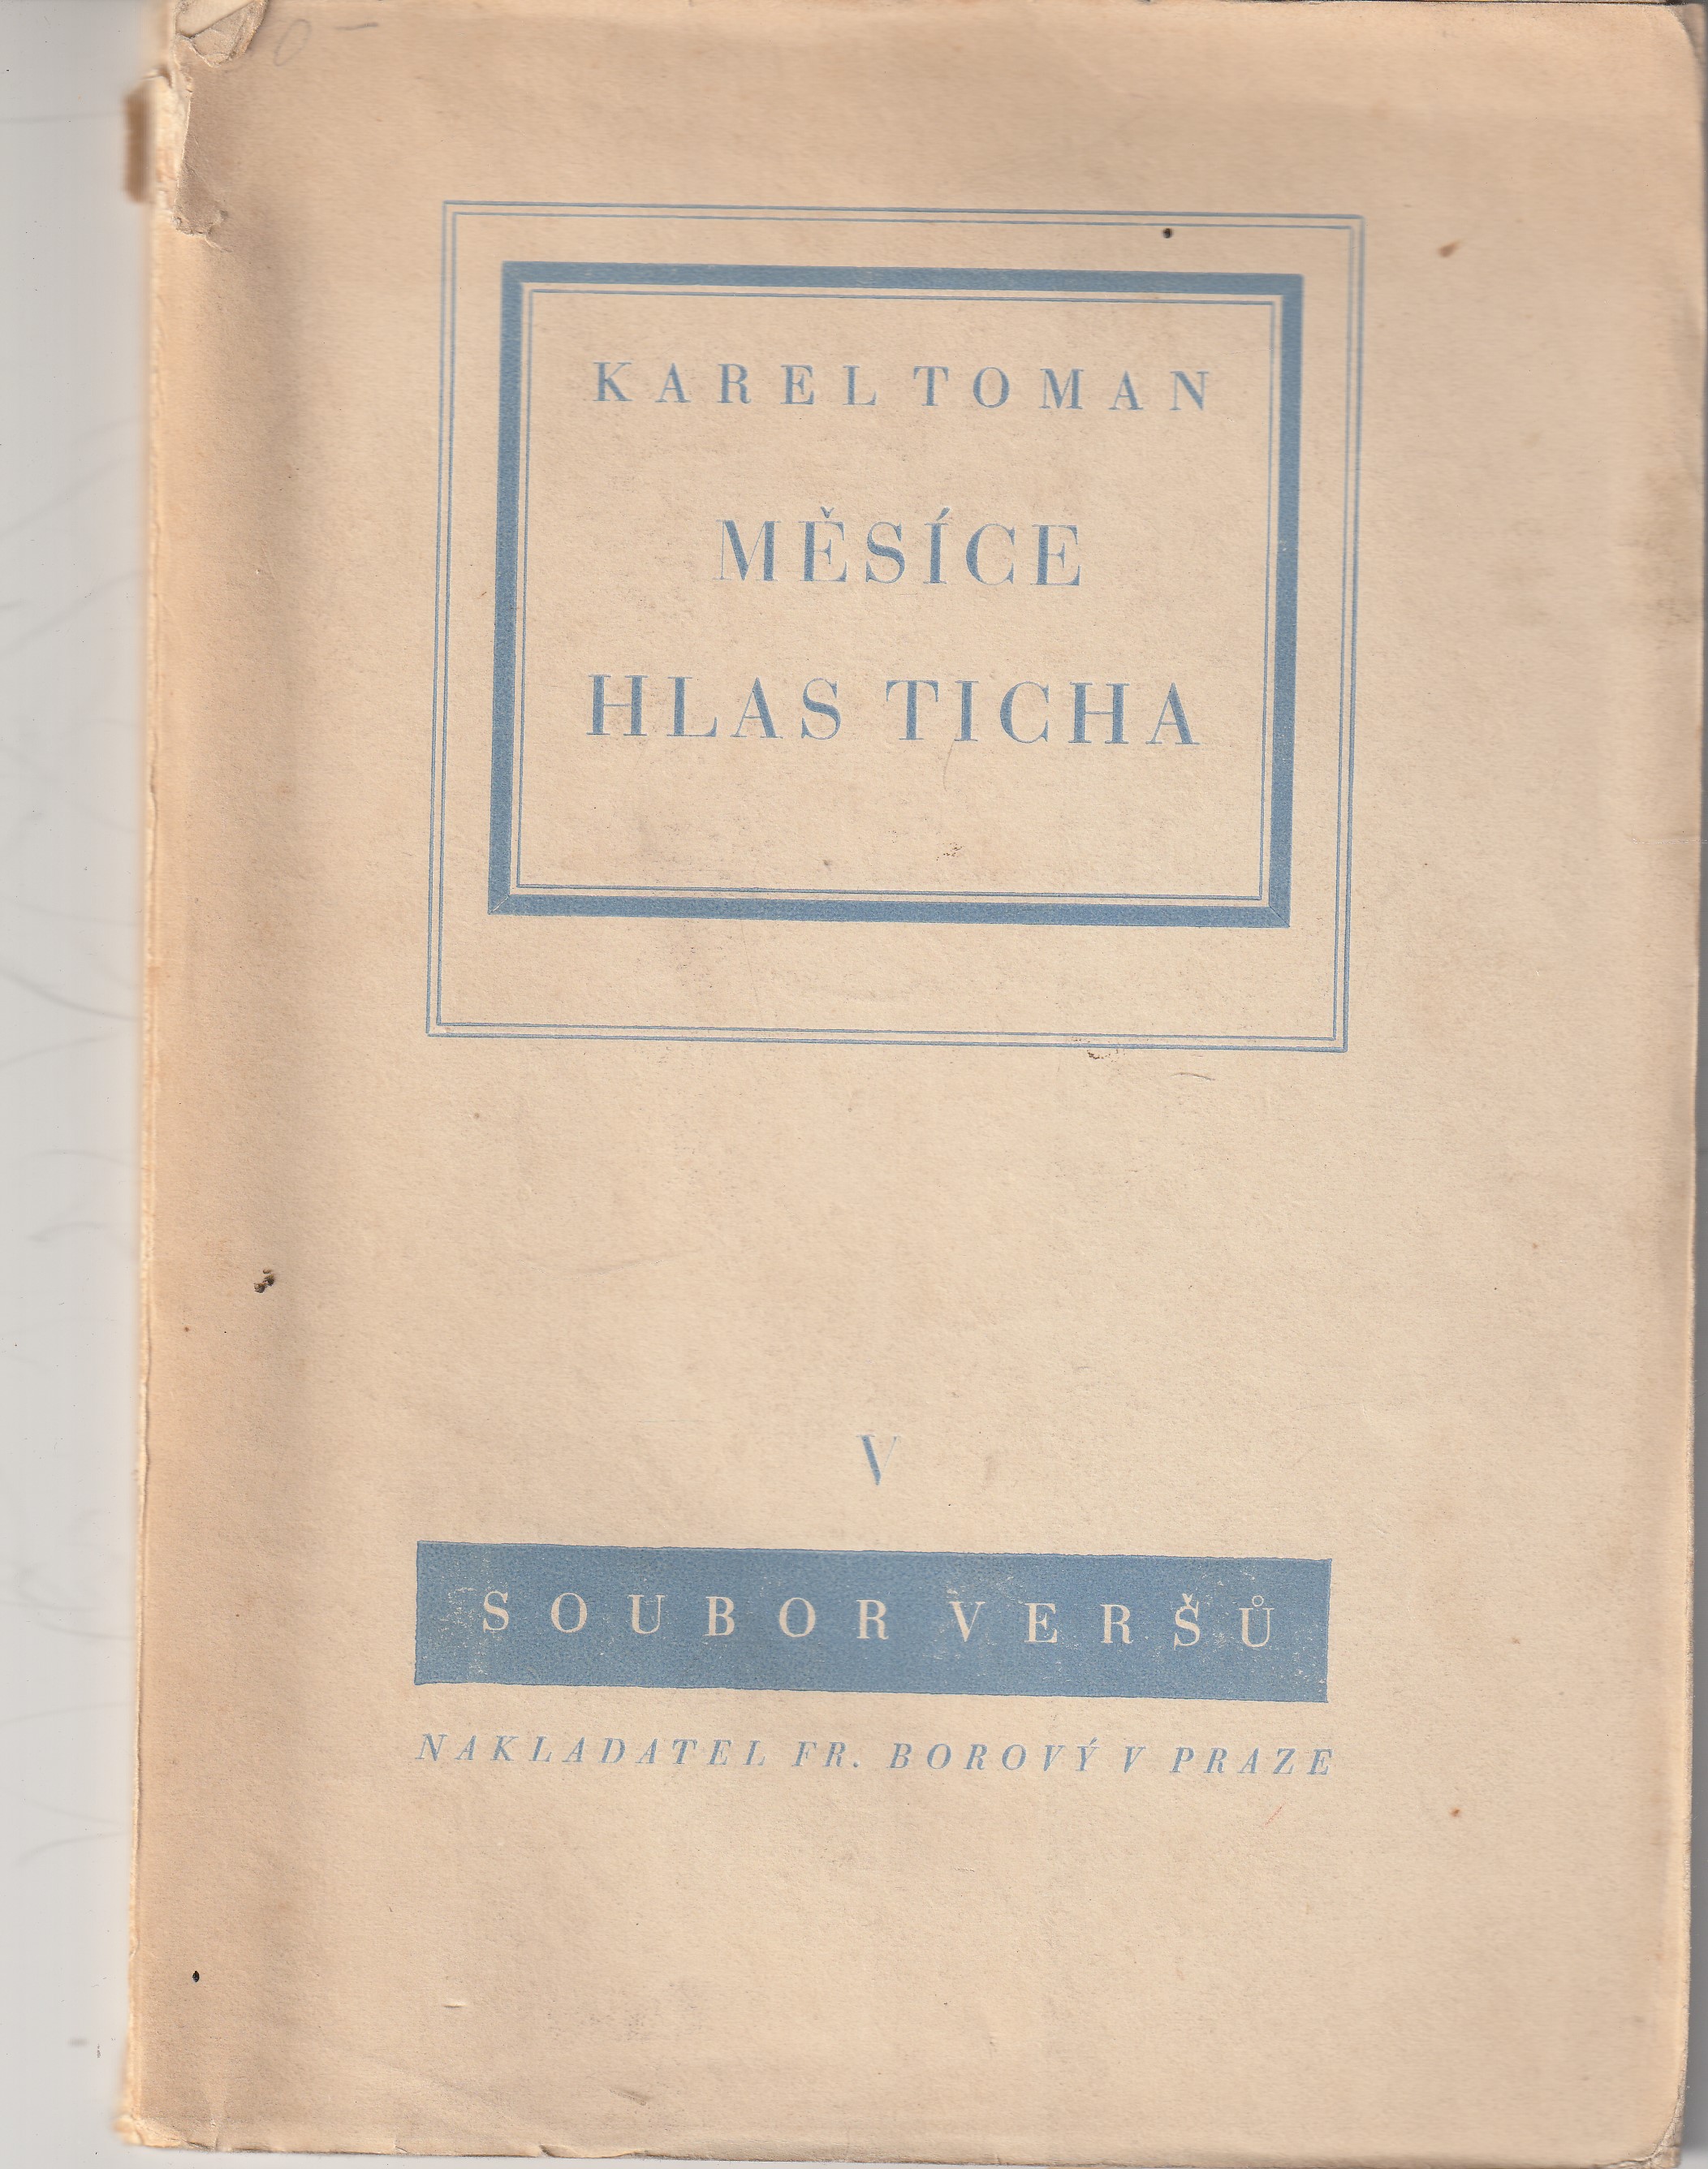 KAREL TOMAN
MĚSÍCE
HLAS TICHA
V
SOUBOR VERŠŮ
NAKLADATEL FR. BOROVÝ V PRAZE